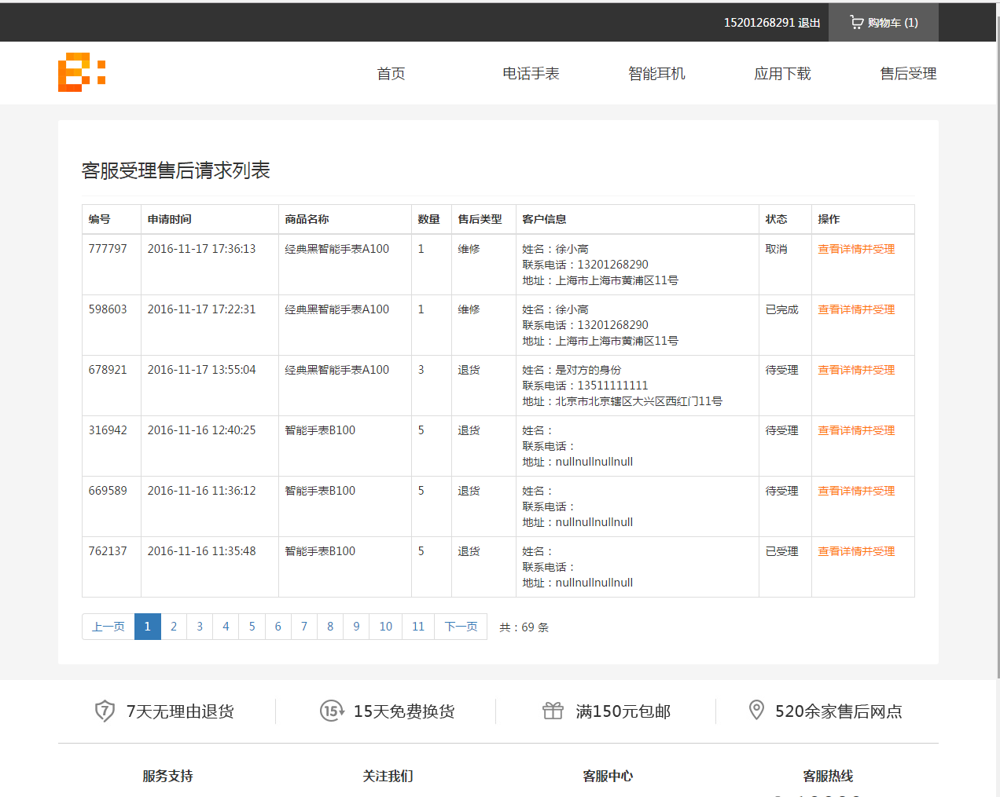 15201268291 退出 购物车 (1)
首页 电话手表 智能耳机 应用下载 售后受理
客服受理售后请求列表
编号 申请时间 商品名称 数量 售后类型 客户信息 状态 操作
777797 2016-11-17 17:36:13 经典黑智能手表A100 1 维修 姓名：徐小高 取消 查看详情并受理
联系电话：13201268290
地址：上海市上海市黄浦区11号
598603 2016-11-17 17:22:31 经典黑智能手表A100 1 维修 姓名：徐小高 已完成 查看详情并受理
联系电话：13201268290
地址：上海市上海市黄浦区11号
678921 2016-11-17 13:55:04 经典黑智能手表A100 3 退货 姓名：是对方的身份 待受理 查看详情并受理
联系电话：13511111111
地址：北京市北京辖区大兴区西红门11号
316942 2016-11-16 12:40:25 智能手表B100 5 退货 姓名： 待受理 查看详情并受理
联系电话：
地址：nullnullnullnull
669589 2016-11-16 11:36:12 智能手表B100 5 退货 姓名： 待受理 查看详情并受理
联系电话：
地址：nullnullnullnull
762137 2016-11-16 11:35:48 智能手表B100 5 退货 姓名： 已受理 查看详情并受理
联系电话：
地址：nullnullnullnull
上一页 1 2 3 4 5 6 7 8 9 10 11 下一页 共：69 条
7 7天无理由退货 15 15天免费换货 满150元包邮 520余家售后网点
服务支持 关注我们 客服中心 客服热线